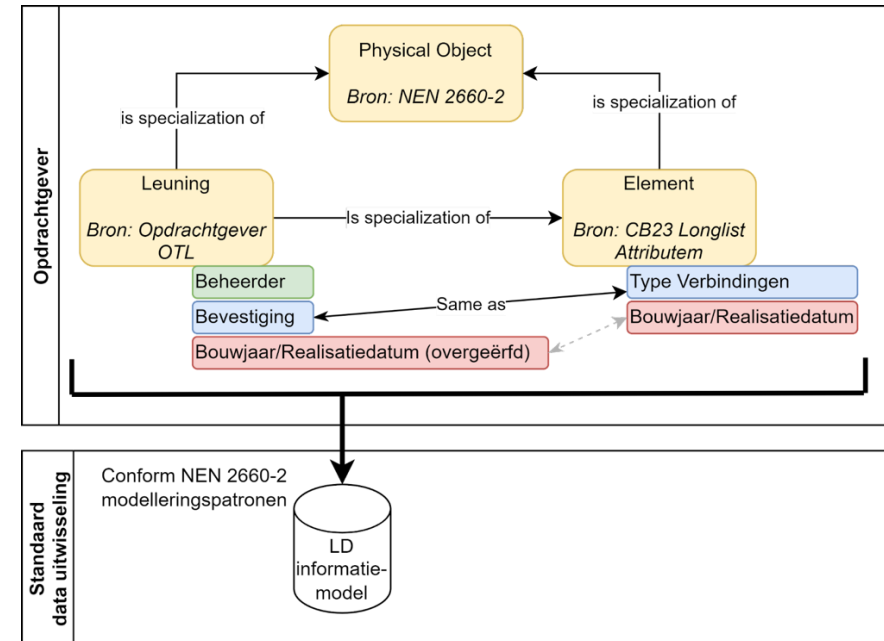 Opdrachtgever
Physical Object
Bron: NEN 2660-2
is specialization of
is specialization of
Leuning
Bron: Opdrachtgever
OTL
Is specialization of
Element
Bron: CB23 Longlist
Attributem
Beheerder
Bevestiging
Bouwjaar/Realisatiedatum (overgeërfd)
Same as
Type Verbindingen
Bouwjaar/Realisatiedatum
Standaard
data uitwisseling
Conform NEN 2660-2
modelleringspatronen
LD
informatie-
model